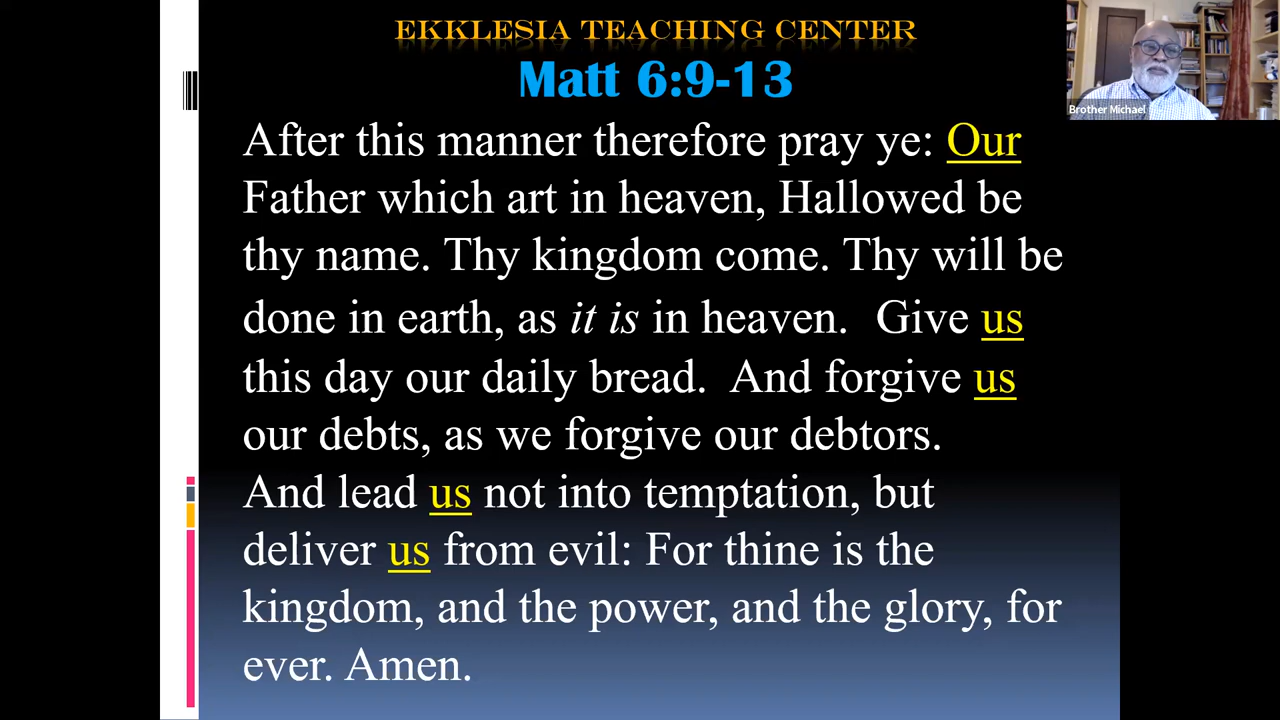 EKKLESIA TEACHING CENTER
Matt 6:9-13
After this manner therefore pray ye: Our
Father which art in heaven, Hallowed be
thy name. Thy kingdom come. Thy will be
done in earth, as it is in heaven. Give us
this day our daily bread. And forgive us
our debts, as we forgive our debtors.
And lead us not into temptation, but
deliver us from evil: For thine is the
kingdom, and the power, and the glory, for
ever. Amen.
Brother Michael